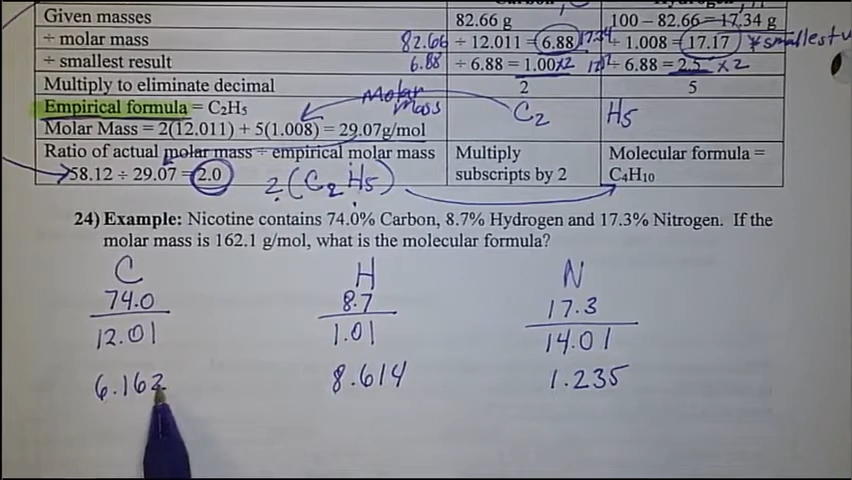 Given masses 82.66 g 100 – 82.66 = 17.34 g
÷ molar mass 82.66 ÷ 12.011 = 6.88 17.34 ÷ 1.008 = 17.17 *smallest
÷ smallest result 6.88 ÷ 6.88 = 1.00 x2 ÷ 6.88 = 2.5 x2
Multiply to eliminate decimal 2 5
Empirical formula = C2H5 Molar Mass C2 H5
Molar Mass = 2(12.011) + 5(1.008) = 29.07g/mol
Ratio of actual molar mass ÷ empirical molar mass Multiply Molecular formula =
58.12 ÷ 29.07 = 2.0 2(C2H5) subscripts by 2 C4H10
24) Example: Nicotine contains 74.0% Carbon, 8.7% Hydrogen and 17.3% Nitrogen. If the
molar mass is 162.1 g/mol, what is the molecular formula?
C H N
74.0 8.7 17.3
12.01 1.01 14.01
6.162 8.614 1.235